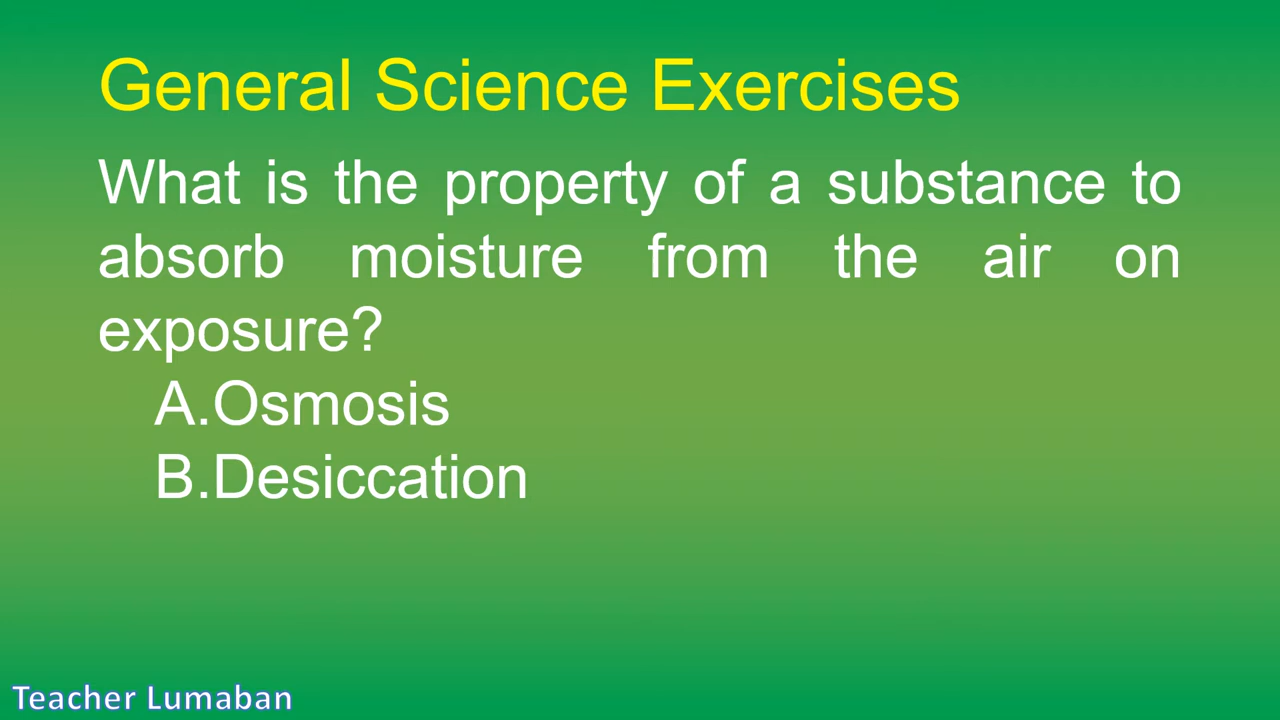 General Science Exercises
What is the property of a substance to
absorb moisture from the air on
exposure?
A.Osmosis
B.Desiccation
Teacher Lumaban